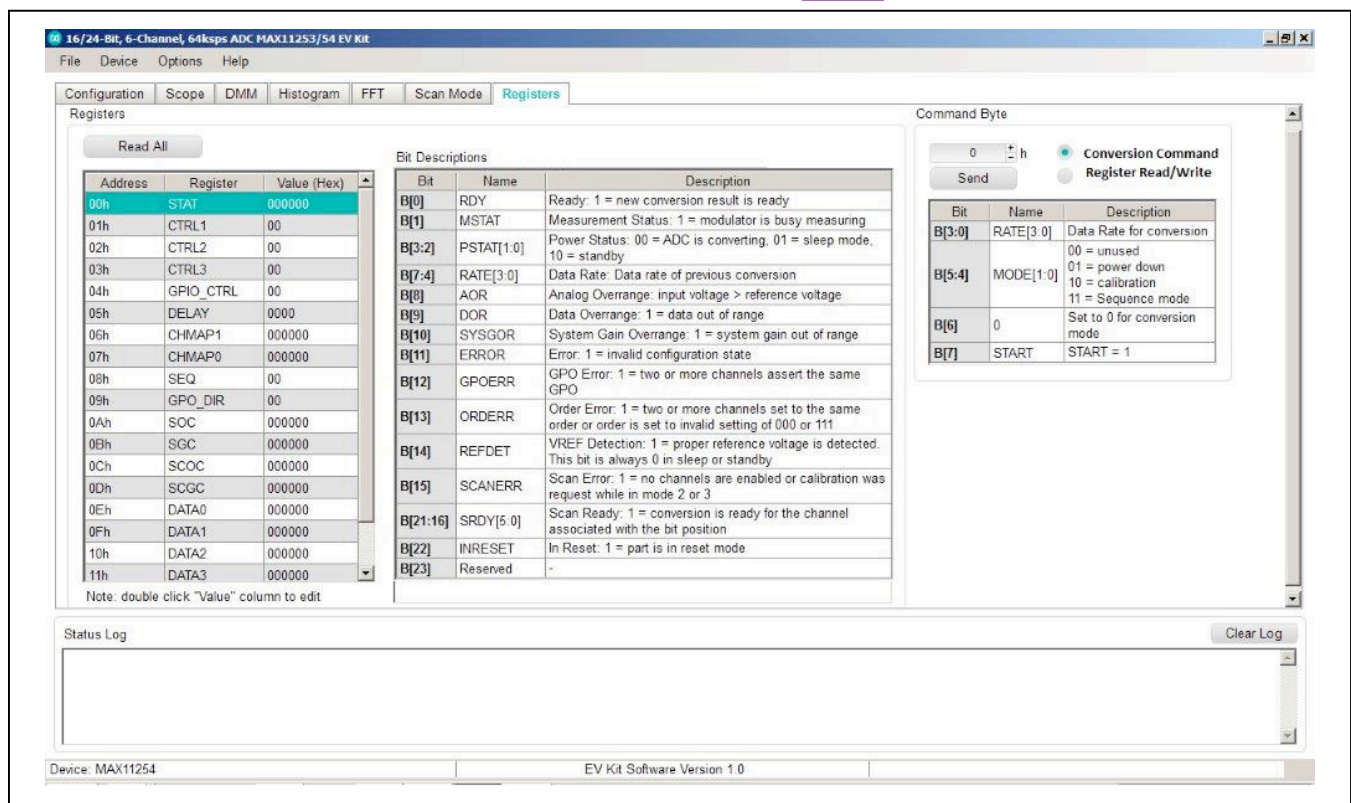 16/24-Bit, 6-Channel, 64ksps ADC MAX11253/54 EV Kit
File Device Options Help
Configuration Scope DMM Histogram FFT Scan Mode Registers
Registers
Read All
Address Register Value (Hex)
00h STAT 000000
01h CTRL1 00
02h CTRL2 00
03h CTRL3 00
04h GPIO_CTRL 00
05h DELAY 0000
06h CHMAP1 000000
07h CHMAP0 000000
08h SEQ 00
09h GPO_DIR 00
0Ah SOC 000000
0Bh SGC 000000
0Ch SCOC 000000
0Dh SCGC 000000
0Eh DATA0 000000
0Fh DATA1 000000
10h DATA2 000000
11h DATA3 000000
Note: double click "Value" column to edit
Bit Descriptions
Bit Name Description
B[0] RDY Ready: 1 = new conversion result is ready
B[1] MSTAT Measurement Status: 1 = modulator is busy measuring
B[3:2] PSTAT[1:0] Power Status: 00 = ADC is converting, 01 = sleep mode,
10 = standby
B[7:4] RATE[3:0] Data Rate: Data rate of previous conversion
B[8] AOR Analog Overrange: input voltage > reference voltage
B[9] DOR Data Overrange: 1 = data out of range
B[10] SYSGOR System Gain Overrange: 1 = system gain out of range
B[11] ERROR Error: 1 = invalid configuration state
B[12] GPOERR GPO Error: 1 = two or more channels assert the same
GPO
B[13] ORDERR Order Error: 1 = two or more channels set to the same
order or order is set to invalid setting of 000 or 111
B[14] REFDET VREF Detection: 1 = proper reference voltage is detected.
This bit is always 0 in sleep or standby
B[15] SCANERR Scan Error: 1 = no channels are enabled or calibration was
request while in mode 2 or 3
B[21:16] SRDY[5:0] Scan Ready: 1 = conversion is ready for the channel
associated with the bit position
B[22] INRESET In Reset: 1 = part is in reset mode
B[23] Reserved -
Command Byte
0 h Conversion Command
Send Register Read/Write
Bit Name Description
B[3:0] RATE[3:0] Data Rate for conversion
B[5:4] MODE[1:0] 00 = unused
01 = power down
10 = calibration
11 = Sequence mode
B[6] 0 Set to 0 for conversion
mode
B[7] START START = 1
Status Log
Clear Log
Device: MAX11254 EV Kit Software Version 1.0